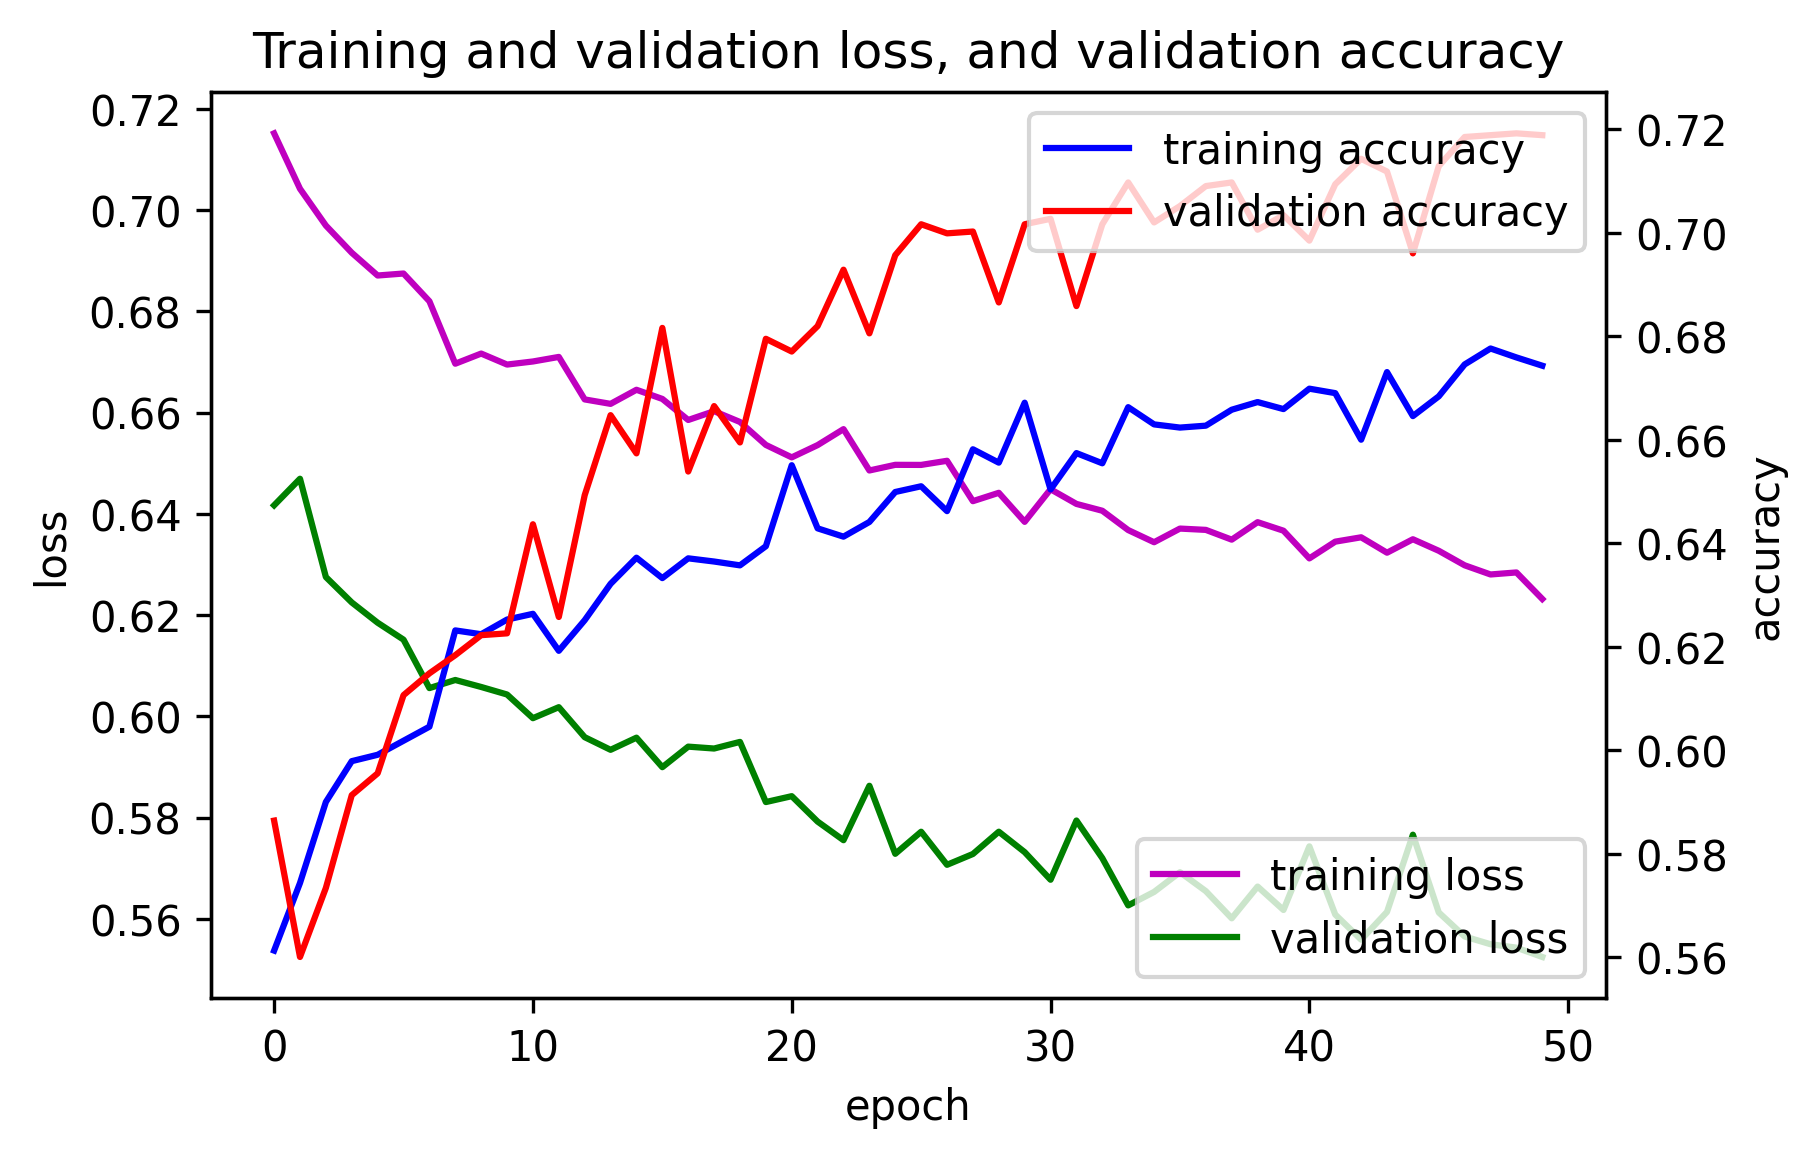 Training and validation loss, and validation accuracy
training accuracy
validation accuracy
training loss
validation loss
loss
0.72
0.70
0.68
0.66
0.64
0.62
0.60
0.58
0.56
accuracy
0.72
0.70
0.68
0.66
0.64
0.62
0.60
0.58
0.56
0 10 20 30 40 50
epoch